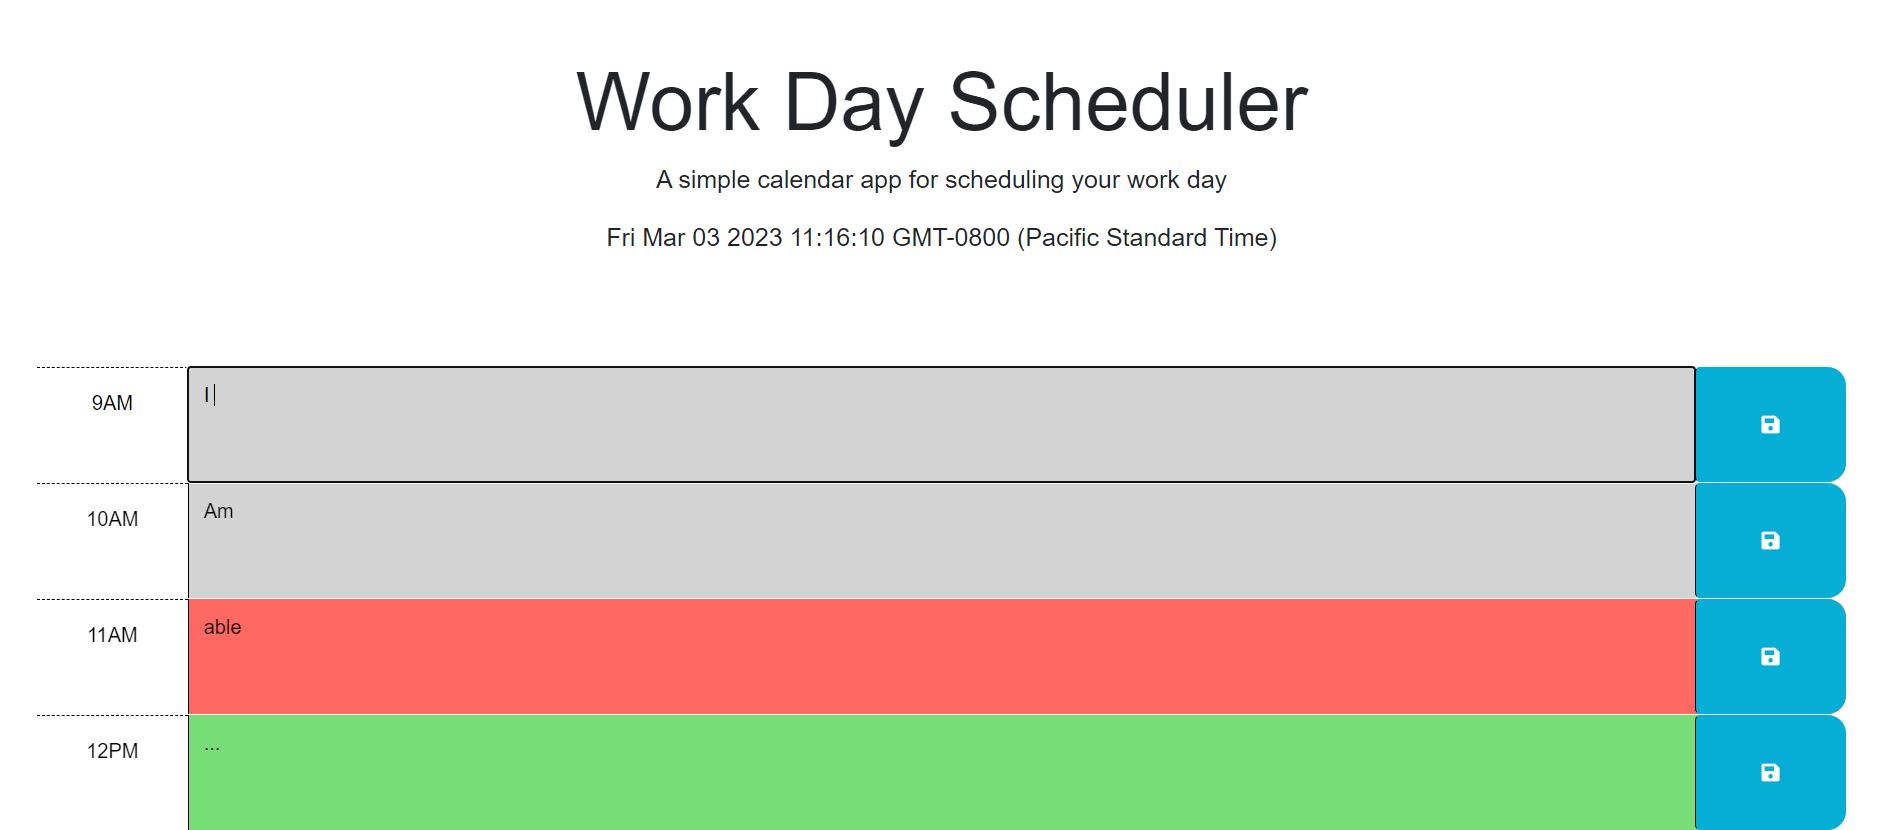 Work Day Scheduler
A simple calendar app for scheduling your work day
Fri Mar 03 2023 11:16:10 GMT-0800 (Pacific Standard Time)
9AM
I
10AM
Am
11AM
able
12PM
...